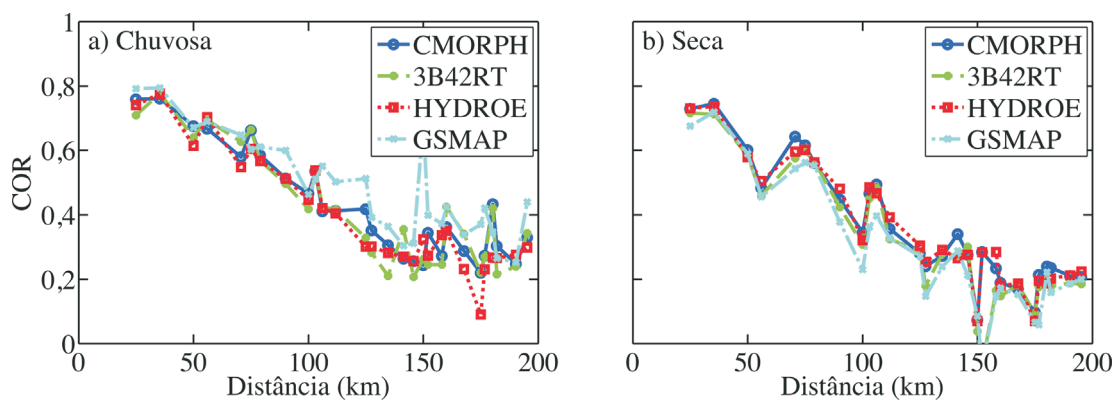 a) Chuvosa
CMORPH
3B42RT
HYDROE
GSMAP
COR
1
0,8
0,6
0,4
0,2
0
0
50
100
150
200
Distância (km)
b) Seca
CMORPH
3B42RT
HYDROE
GSMAP
0
50
100
150
200
Distância (km)